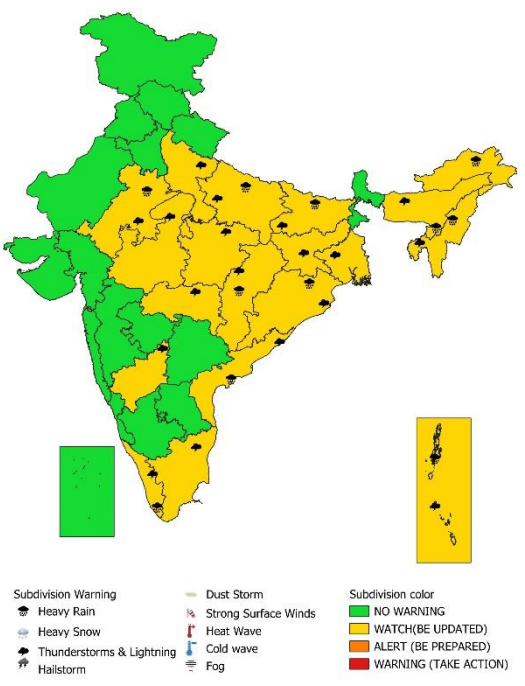 Subdivision Warning
Heavy Rain
Heavy Snow
Thunderstorms & Lightning
Hailstorm
Dust Storm
Strong Surface Winds
Heat Wave
Cold wave
Fog
Subdivision color
NO WARNING
WATCH(BE UPDATED)
ALERT (BE PREPARED)
WARNING (TAKE ACTION)